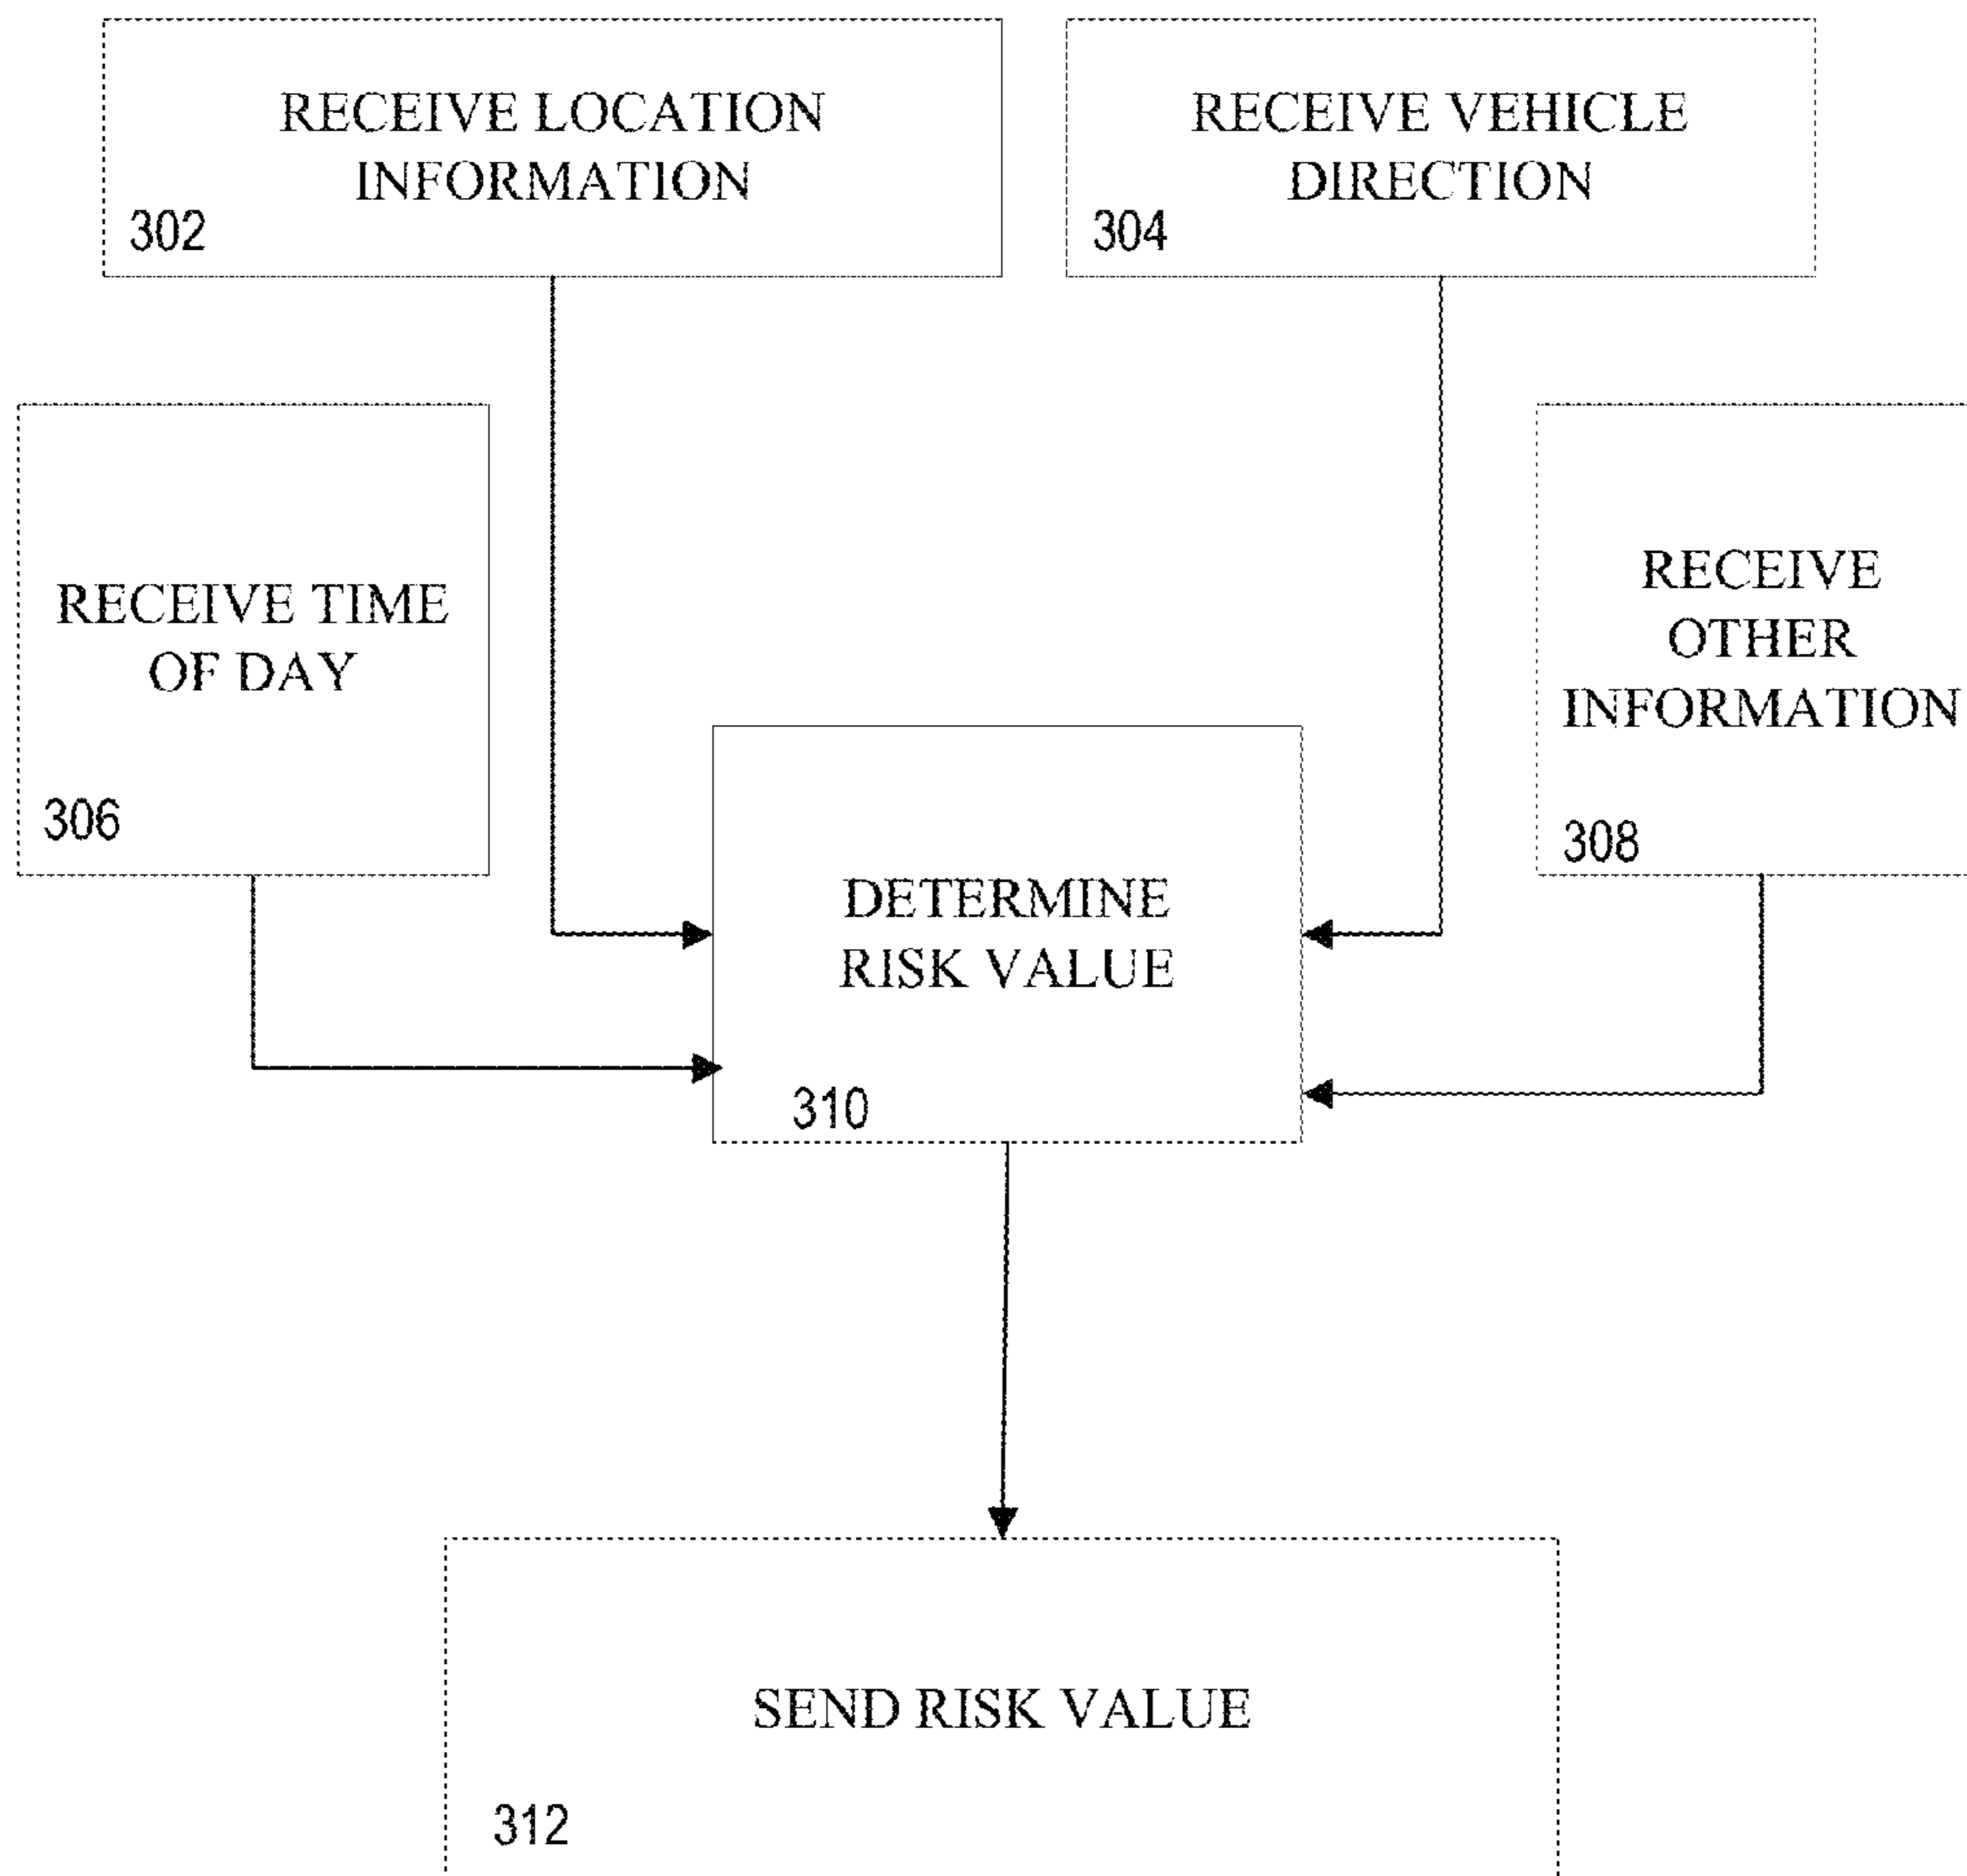 RECEIVE LOCATION
INFORMATION
302
RECEIVE VEHICLE
DIRECTION
304
RECEIVE TIME
OF DAY
306
RECEIVE
OTHER
INFORMATION
308
DETERMINE
RISK VALUE
310
SEND RISK VALUE
312